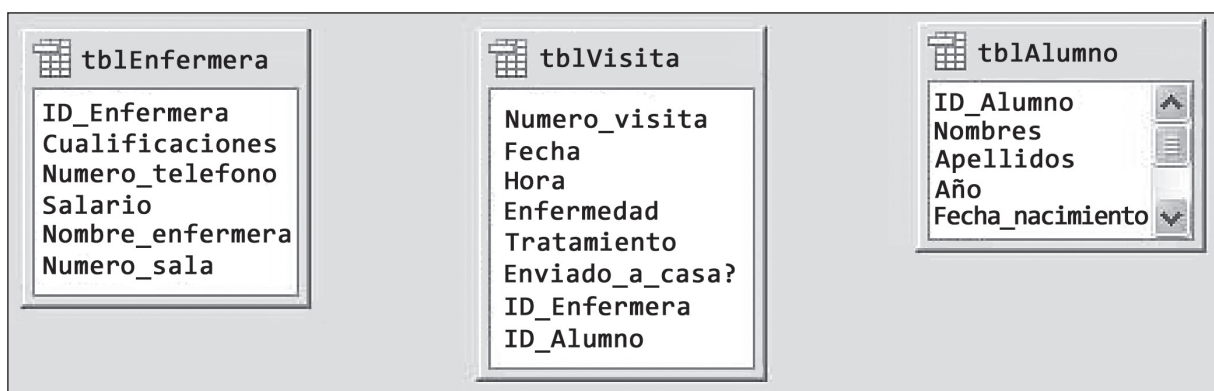 tblEnfermera
ID_Enfermera
Cualificaciones
Numero_telefono
Salario
Nombre_enfermera
Numero_sala
tblVisita
Numero_visita
Fecha
Hora
Enfermedad
Tratamiento
Enviado_a_casa?
ID_Enfermera
ID_Alumno
tblAlumno
ID_Alumno
Nombres
Apellidos
Año
Fecha_nacimiento